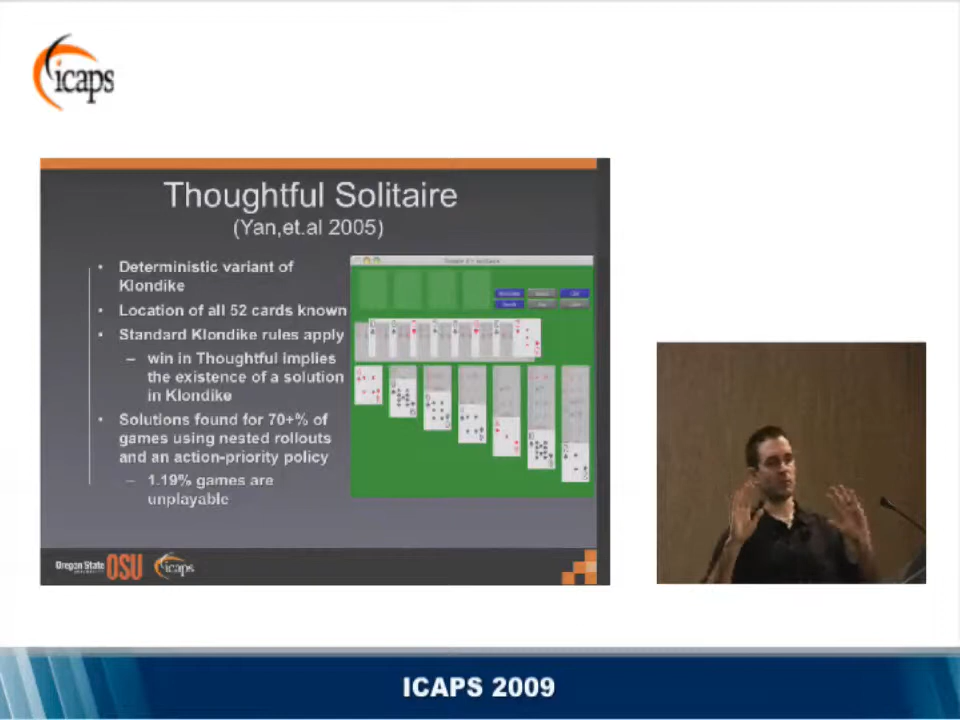 icaps
Thoughtful Solitaire
(Yan,et.al 2005)
• Deterministic variant of
Klondike
• Location of all 52 cards known
• Standard Klondike rules apply
– win in Thoughtful implies
the existence of a solution
in Klondike
• Solutions found for 70+% of
games using nested rollouts
and an action-priority policy
– 1.19% games are
unplayable
Oregon State OSU icaps
ICAPS 2009